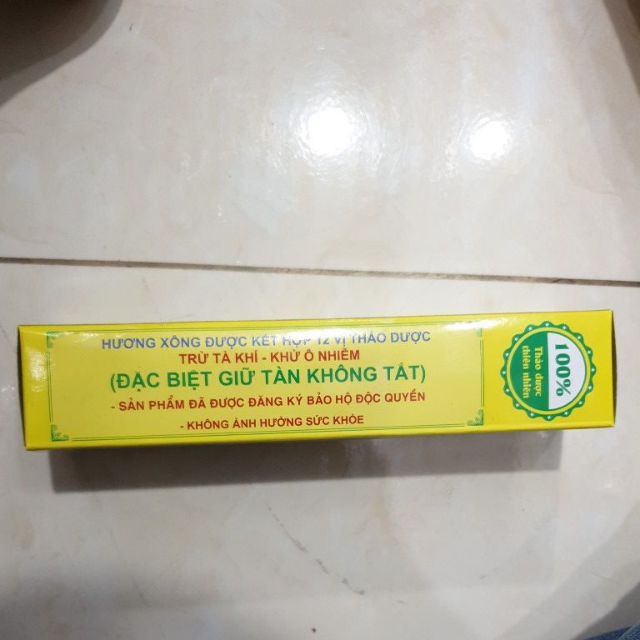 HƯƠNG XÔNG ĐƯỢC KẾT HỢP 12 VỊ THẢO DƯỢC
TRỪ TÀ KHÍ - KHỬ Ô NHIỄM
(ĐẶC BIỆT GIỮ TÀN KHÔNG TẮT)
- SẢN PHẨM ĐÃ ĐƯỢC ĐĂNG KÝ BẢO HỘ ĐỘC QUYỀN
- KHÔNG ẢNH HƯỞNG SỨC KHỎE
100%
Thảo dược
thiên nhiên